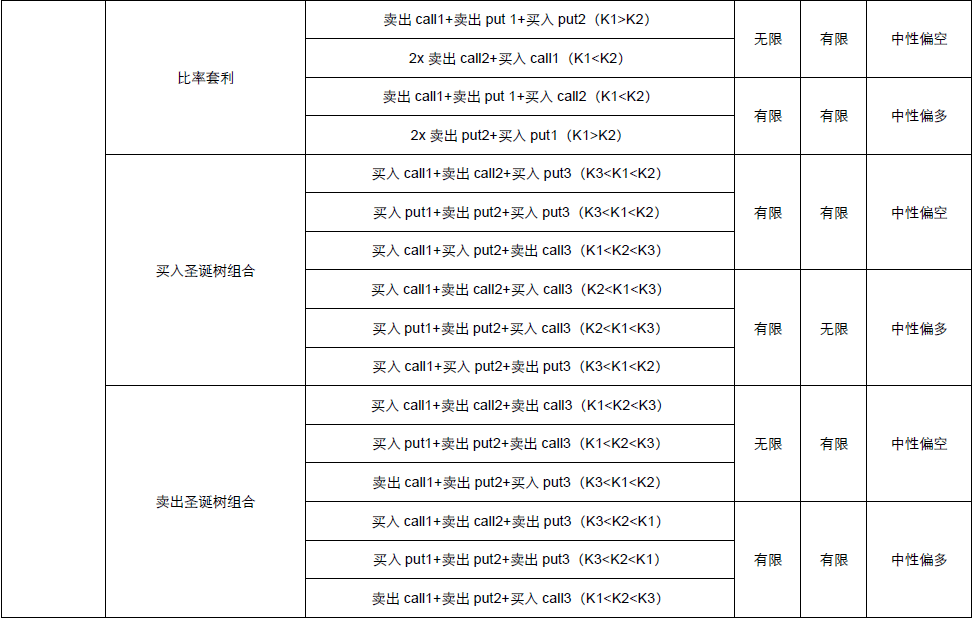 比率套利
卖出 call1+卖出 put 1+买入 put2（K1>K2）
2x 卖出 call2+买入 call1（K1<K2）
无限
有限
中性偏空
卖出 call1+卖出 put 1+买入 call2（K1<K2）
2x 卖出 put2+买入 put1（K1>K2）
有限
有限
中性偏多
买入圣诞树组合
买入 call1+卖出 call2+买入 put3（K3<K1<K2）
买入 put1+卖出 put2+买入 put3（K3<K1<K2）
买入 call1+买入 put2+卖出 call3（K1<K2<K3）
有限
有限
中性偏空
买入 call1+卖出 call2+买入 call3（K2<K1<K3）
买入 put1+卖出 put2+买入 call3（K2<K1<K3）
买入 call1+买入 put2+卖出 put3（K3<K1<K2）
有限
无限
中性偏多
卖出圣诞树组合
买入 call1+卖出 call2+卖出 call3（K1<K2<K3）
买入 put1+卖出 put2+卖出 call3（K1<K2<K3）
卖出 call1+卖出 put2+买入 put3（K3<K1<K2）
无限
有限
中性偏空
买入 call1+卖出 call2+卖出 put3（K3<K2<K1）
买入 put1+卖出 put2+卖出 put3（K3<K2<K1）
卖出 call1+卖出 put2+买入 call3（K1<K2<K3）
有限
有限
中性偏多